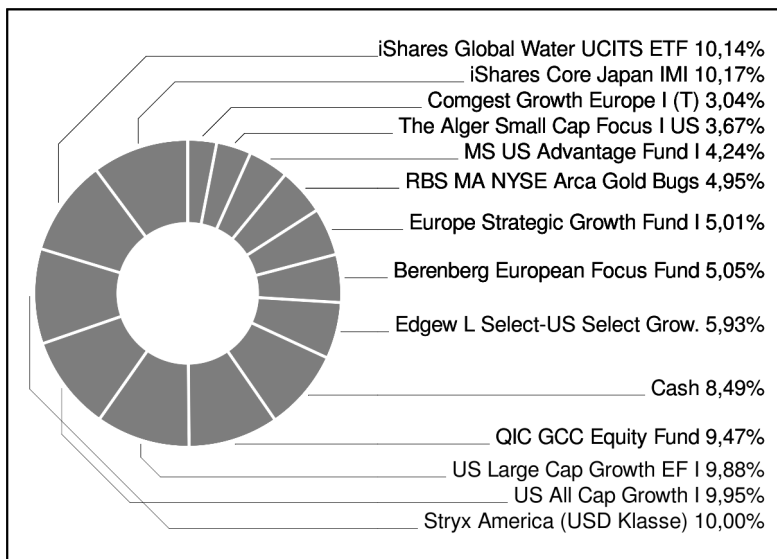 iShares Global Water UCITS ETF 10,14%
iShares Core Japan IMI 10,17%
Comgest Growth Europe I (T) 3,04%
The Alger Small Cap Focus I US 3,67%
MS US Advantage Fund I 4,24%
RBS MA NYSE Arca Gold Bugs 4,95%
Europe Strategic Growth Fund I 5,01%
Berenberg European Focus Fund 5,05%
Edgew L Select-US Select Grow. 5,93%
Cash 8,49%
QIC GCC Equity Fund 9,47%
US Large Cap Growth EF I 9,88%
US All Cap Growth I 9,95%
Stryx America (USD Klasse) 10,00%